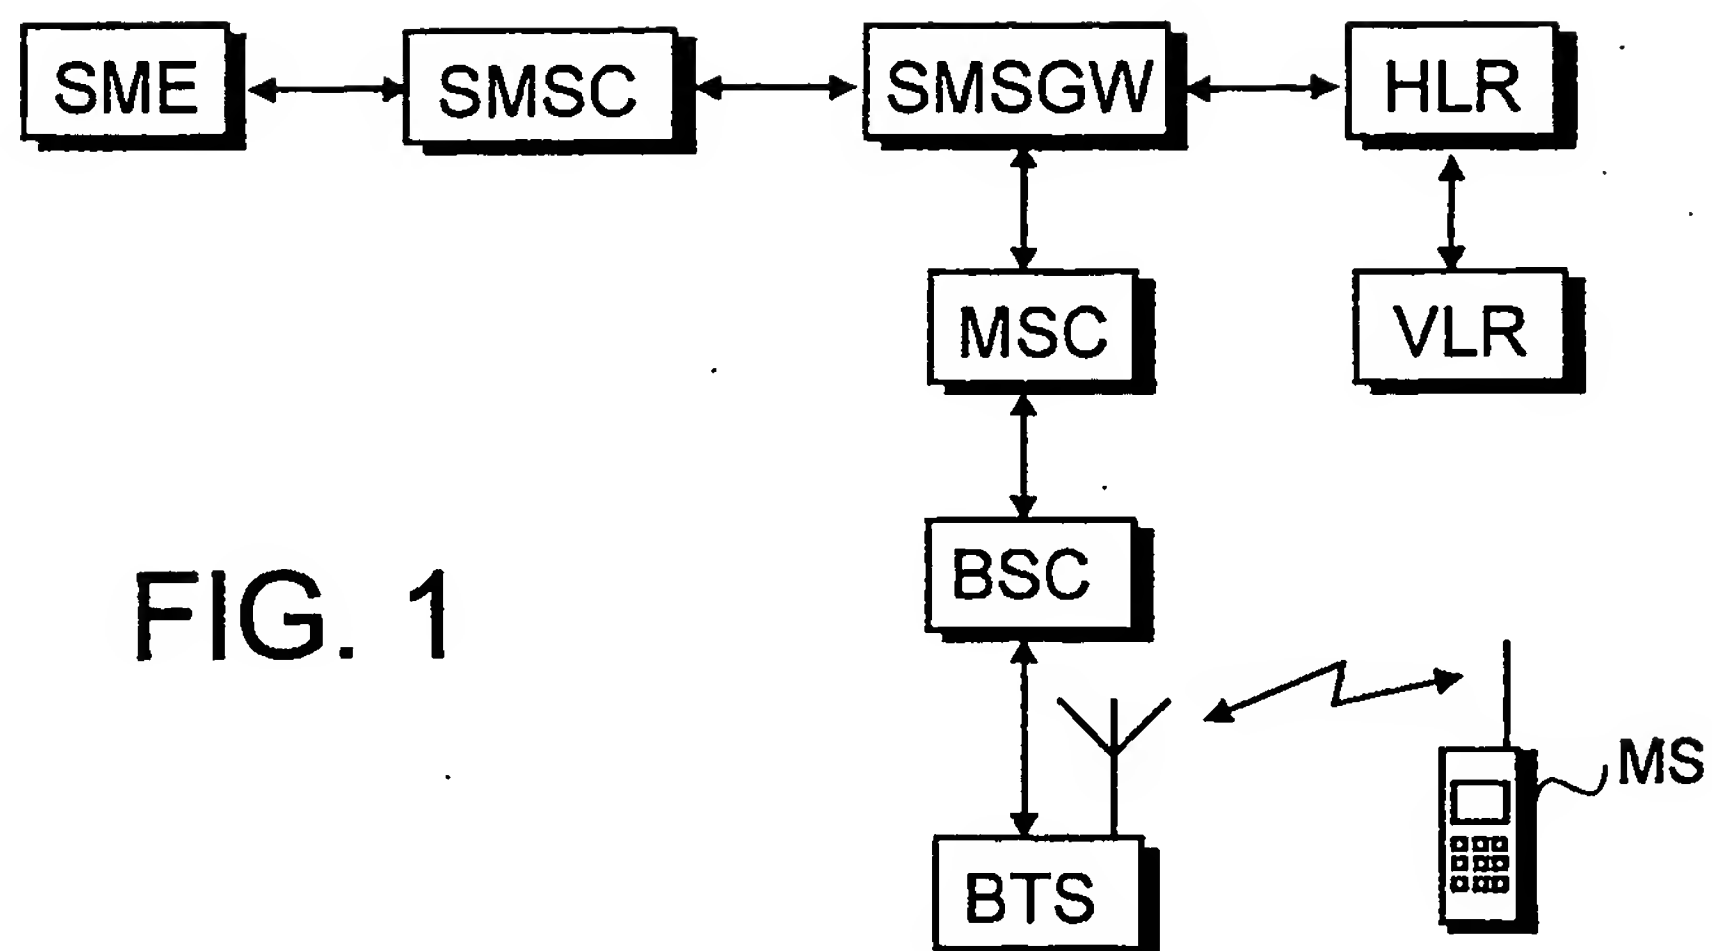 SME
SMSC
SMSGW
HLR
MSC
VLR
BSC
FIG. 1
MS
BTS